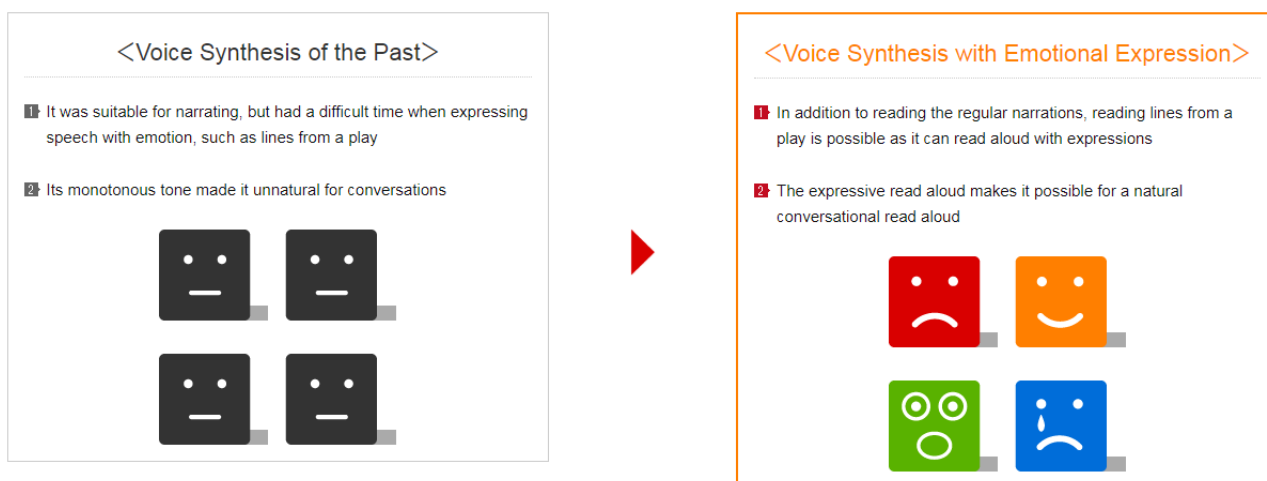 <Voice Synthesis of the Past>
1 It was suitable for narrating, but had a difficult time when expressing
speech with emotion, such as lines from a play
2 Its monotonous tone made it unnatural for conversations
<Voice Synthesis with Emotional Expression>
1 In addition to reading the regular narrations, reading lines from a
play is possible as it can read aloud with expressions
2 The expressive read aloud makes it possible for a natural
conversational read aloud